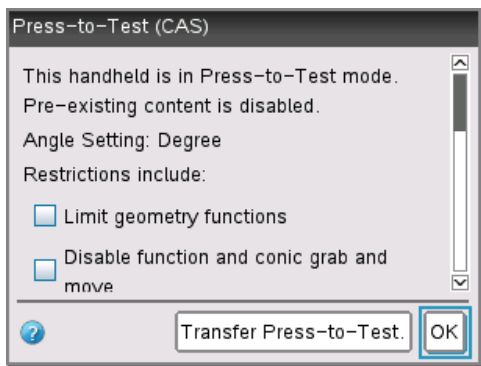 Press-to-Test (CAS)
This handheld is in Press-to-Test mode.
Pre-existing content is disabled.
Angle Setting: Degree
Restrictions include:
Limit geometry functions
Disable function and conic grab and
move
Transfer Press-to-Test.
OK